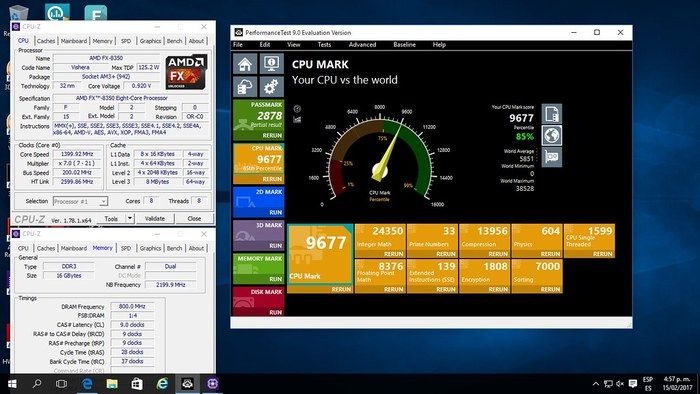 CPU-Z
CPU Caches Mainboard Memory SPD Graphics Bench About
Processor
Name AMD FX-8350
Code Name Vishera Max TDP 125.2 W
Package Socket AM3+ (942)
Technology 32 nm Core Voltage 0.920 V
AMD
FX
UNLOCKED
Specification AMD FX™-8350 Eight-Core Processor
Family F Model 2 Stepping 0
Ext. Family 15 Ext. Model 2 Revision OR-C0
Instructions MMX(+), SSE, SSE2, SSE3, SSSE3, SSE4.1, SSE4.2, SSE4A,
x86-64, AMD-V, AES, AVX, XOP, FMA3, FMA4
Clocks (Core #0)
Core Speed 1399.92 MHz
Multiplier x 7.0 ( 7 - 21 )
Bus Speed 200.02 MHz
HT Link 2599.86 MHz
Cache
L1 Data 8 x 16 KBytes 4-way
L1 Inst. 4 x 64 KBytes 2-way
Level 2 4 x 2048 KBytes 16-way
Level 3 8 MBytes 64-way
Selection Processor #1 Cores 8 Threads 8
CPU-Z Ver. 1.78.1.x64 Tools Validate Close
CPU-Z
CPU Caches Mainboard Memory SPD Graphics Bench About
General
Type DDR3 Channel # Dual
Size 16 GBytes DC Mode
NB Frequency 2199.9 MHz
Timings
DRAM Frequency 800.0 MHz
FSB:DRAM 1:4
CAS# Latency (CL) 9.0 clocks
RAS# to CAS# Delay (tRCD) 9 clocks
RAS# Precharge (tRP) 9 clocks
Cycle Time (tRAS) 28 clocks
Bank Cycle Time (tRC) 37 clocks
Command Rate (CR)
PerformanceTest 9.0 Evaluation Version
File Edit View Tests Advanced Baseline Help
CPU MARK
Your CPU vs the world
PASSMARK
2878
Partial result
RERUN
CPU MARK
9677
85th Percentile
RERUN
2D MARK
RUN
3D MARK
RUN
MEMORY MARK
RUN
DISK MARK
RUN
0
1600
3200
4800
6400
8000
9600
11200
12800
14400
16000
1%
25%
75%
99%
CPU Mark
Percentile
Your CPU Mark score
9677
Percentile
85%
World Average
5851
World Minimum
0
World Maximum
38528
9677
CPU Mark
RERUN
24350
Integer Math
RERUN
33
Prime Numbers
RERUN
13956
Compression
RERUN
604
Physics
RERUN
1599
CPU Single
Threaded
RERUN
8376
Floating Point
Math
RERUN
139
Extended
Instructions (SSE)
RERUN
1808
Encryption
RERUN
7000
Sorting
RERUN
ESP
ES
4:57 p. m.
15/02/2017